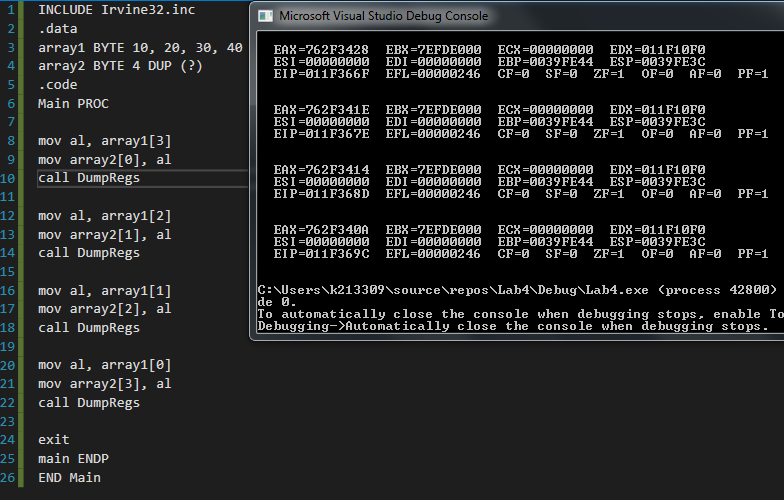 1 INCLUDE Irvine32.inc
2 .data
3 array1 BYTE 10, 20, 30, 40
4 array2 BYTE 4 DUP (?)
5 .code
6 Main PROC
7
8 mov al, array1[3]
9 mov array2[0], al
10 call DumpRegs
11
12 mov al, array1[2]
13 mov array2[1], al
14 call DumpRegs
15
16 mov al, array1[1]
17 mov array2[2], al
18 call DumpRegs
19
20 mov al, array1[0]
21 mov array2[3], al
22 call DumpRegs
23
24 exit
25 main ENDP
26 END Main
Microsoft Visual Studio Debug Console
EAX=762F3428 EBX=7EFDE000 ECX=00000000 EDX=011F10F0
ESI=00000000 EDI=00000000 EBP=0039FE44 ESP=0039FE3C
EIP=011F366F EFL=00000246 CF=0 SF=0 ZF=1 OF=0 AF=0 PF=1
EAX=762F341E EBX=7EFDE000 ECX=00000000 EDX=011F10F0
ESI=00000000 EDI=00000000 EBP=0039FE44 ESP=0039FE3C
EIP=011F367E EFL=00000246 CF=0 SF=0 ZF=1 OF=0 AF=0 PF=1
EAX=762F3414 EBX=7EFDE000 ECX=00000000 EDX=011F10F0
ESI=00000000 EDI=00000000 EBP=0039FE44 ESP=0039FE3C
EIP=011F368D EFL=00000246 CF=0 SF=0 ZF=1 OF=0 AF=0 PF=1
EAX=762F340A EBX=7EFDE000 ECX=00000000 EDX=011F10F0
ESI=00000000 EDI=00000000 EBP=0039FE44 ESP=0039FE3C
EIP=011F369C EFL=00000246 CF=0 SF=0 ZF=1 OF=0 AF=0 PF=1
C:\Users\k213309\source\repos\Lab4\Debug\Lab4.exe (process 42800)
de 0.
To automatically close the console when debugging stops, enable To
Debugging->Automatically close the console when debugging stops.